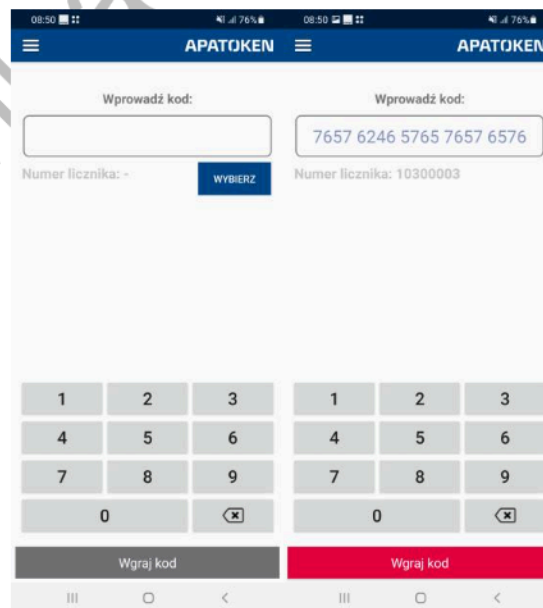 08:50 76%
APATOKEN
Wprowadź kod:
Numer licznika: -
WYBIERZ
1 2 3
4 5 6
7 8 9
0
Wgraj kod
08:50 76%
APATOKEN
Wprowadź kod:
7657 6246 5765 7657 6576
Numer licznika: 10300003
1 2 3
4 5 6
7 8 9
0
Wgraj kod